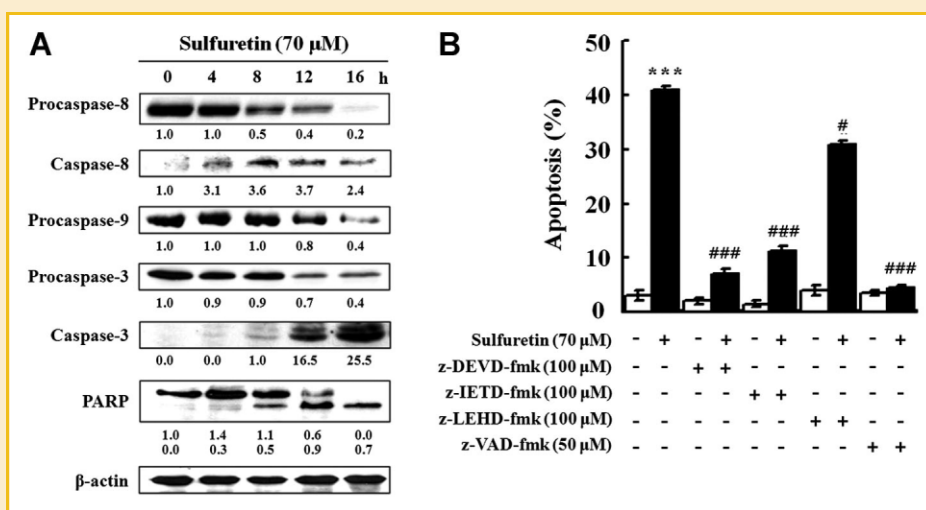 A
Sulfuretin (70 µM)
0 4 8 12 16 h
Procaspase-8
1.0 1.0 0.5 0.4 0.2
Caspase-8
1.0 3.1 3.6 3.7 2.4
Procaspase-9
1.0 1.0 1.0 0.8 0.4
Procaspase-3
1.0 0.9 0.9 0.7 0.4
Caspase-3
0.0 0.0 1.0 16.5 25.5
PARP
1.0 1.4 1.1 0.6 0.0
0.0 0.3 0.5 0.9 0.7
β-actin
B
Apoptosis (%)
50
40
30
20
10
0
***
###
###
#
###
Sulfuretin (70 µM) - + - + - + - + - +
z-DEVD-fmk (100 µM) - - + + - - - - - -
z-IETD-fmk (100 µM) - - - - + + - - - -
z-LEHD-fmk (100 µM) - - - - - - + + - -
z-VAD-fmk (50 µM) - - - - - - - - + +